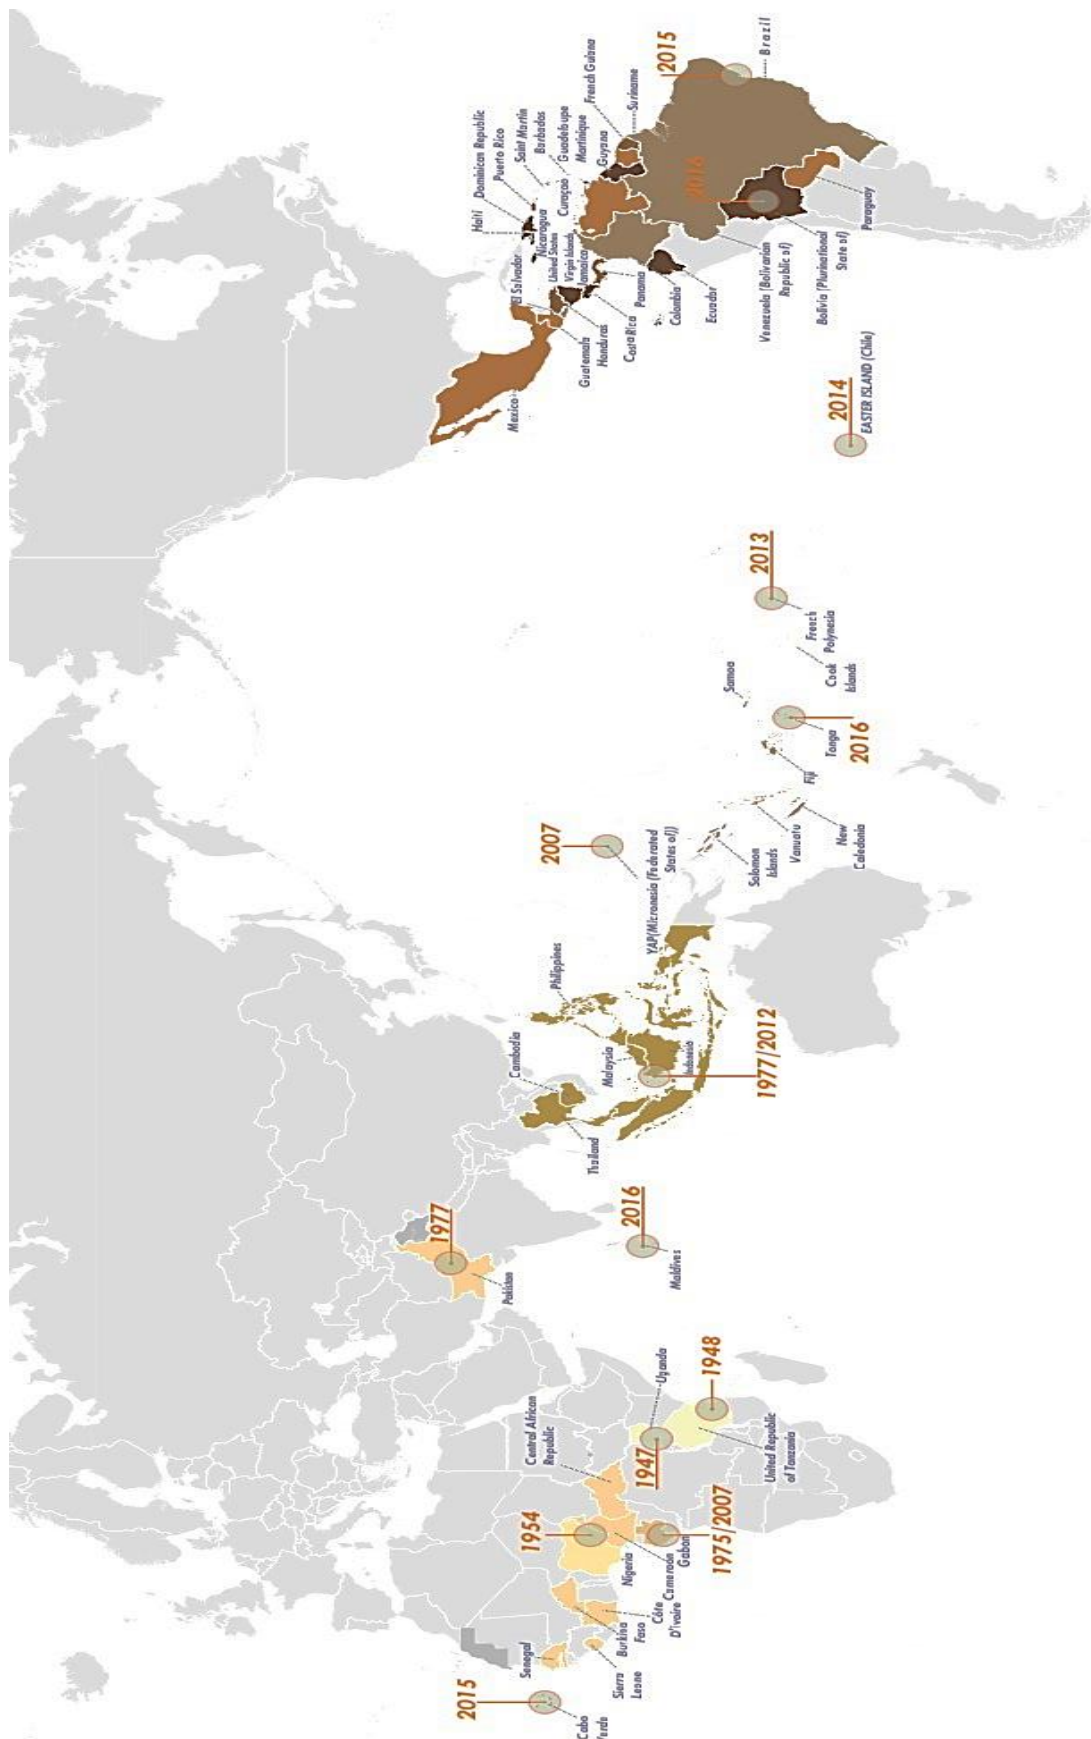 2015
Cabo
Verde
Senegal
Sierra
Leone
Burkina
Faso
Côte
D'ivoire
Nigeria
1954
Cameroon
Gabon
1975/2007
Central African
Republic
1947
Uganda
1948
United Republic
of Tanzania
1977
Pakistan
2016
Maldives
Thailand
Cambodia
Malaysia
Indonesia
1977/2012
Philippines
YAP(Micronesia (Federated
States of))
2007
Solomon
Islands
Vanuatu
New
Caledonia
Fiji
Tonga
2016
Samoa
Cook
Islands
French
Polynesia
2013
2014
EASTER ISLAND (Chile)
Mexico
Guatemala
Honduras
El Salvador
Costa Rica
Panama
Colombia
Ecuador
Nicaragua
United States
Virgin Islands
Jamaica
Haiti
Dominican Republic
Puerto Rico
Saint Martin
Barbados
Guadeloupe
Martinique
Curaçao
Guyana
French Guiana
Suriname
2015
Brazil
2016
Venezuela (Bolivarian
Republic of)
Bolivia (Plurinational
State of)
Paraguay